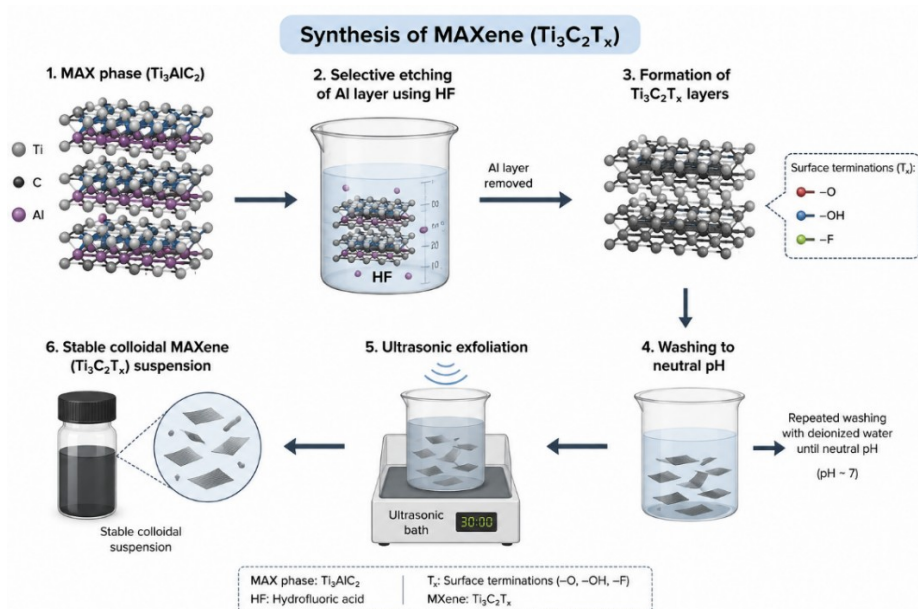 Synthesis of MAXene (Ti₃C₂Tₓ)
1. MAX phase (Ti₃AlC₂)
Ti
C
Al
2. Selective etching
of Al layer using HF
HF
Al layer
removed
3. Formation of
Ti₃C₂Tₓ layers
Surface terminations (Tₓ):
–O
–OH
–F
4. Washing to
neutral pH
Repeated washing
with deionized water
until neutral pH
(pH ~ 7)
5. Ultrasonic exfoliation
Ultrasonic
bath
30:00
6. Stable colloidal MAXene
(Ti₃C₂Tₓ) suspension
Stable colloidal
suspension
MAX phase: Ti₃AlC₂
HF: Hydrofluoric acid
Tₓ: Surface terminations (–O, –OH, –F)
MXene: Ti₃C₂Tₓ